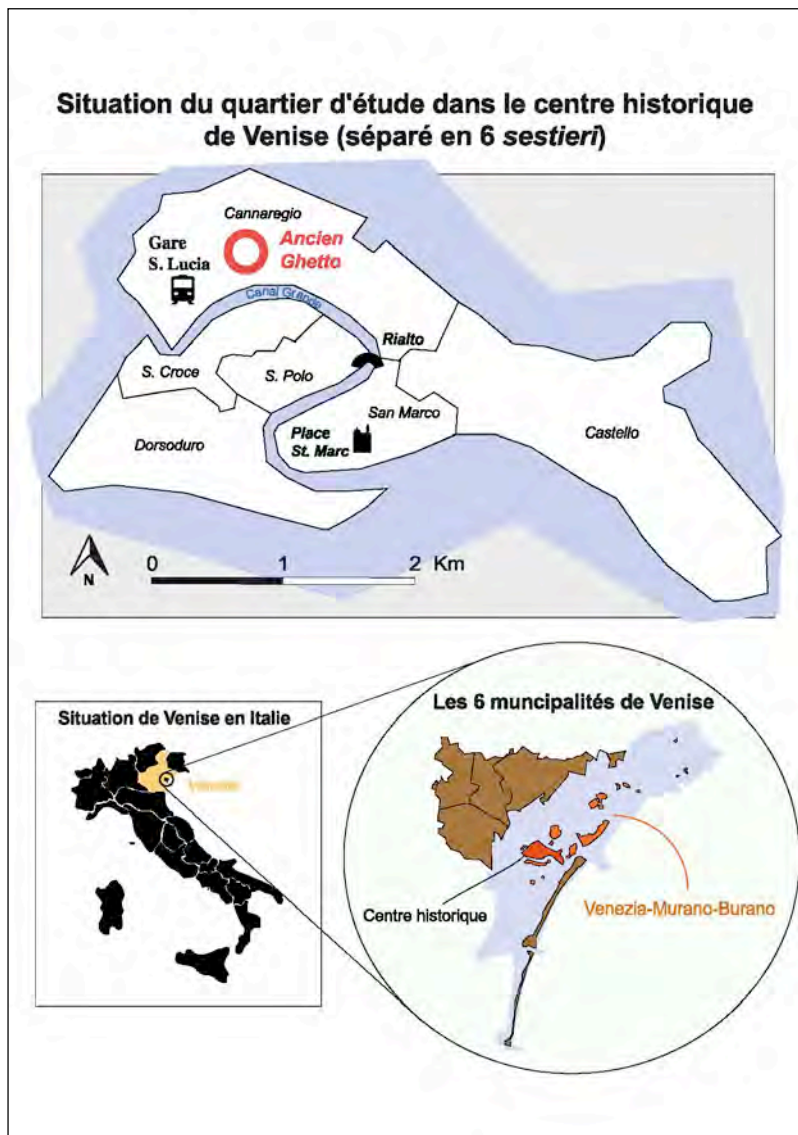 Situation du quartier d'étude dans le centre historique
de Venise (séparé en 6 sestieri)
Cannaregio
Gare
S. Lucia
Ancien
Ghetto
Canal Grande
Rialto
S. Croce
S. Polo
San Marco
Place
St. Marc
Castello
Dorsoduro
N
0 1 2 Km
Situation de Venise en Italie
Les 6 muncipalités de Venise
Centre historique
Venezia-Murano-Burano